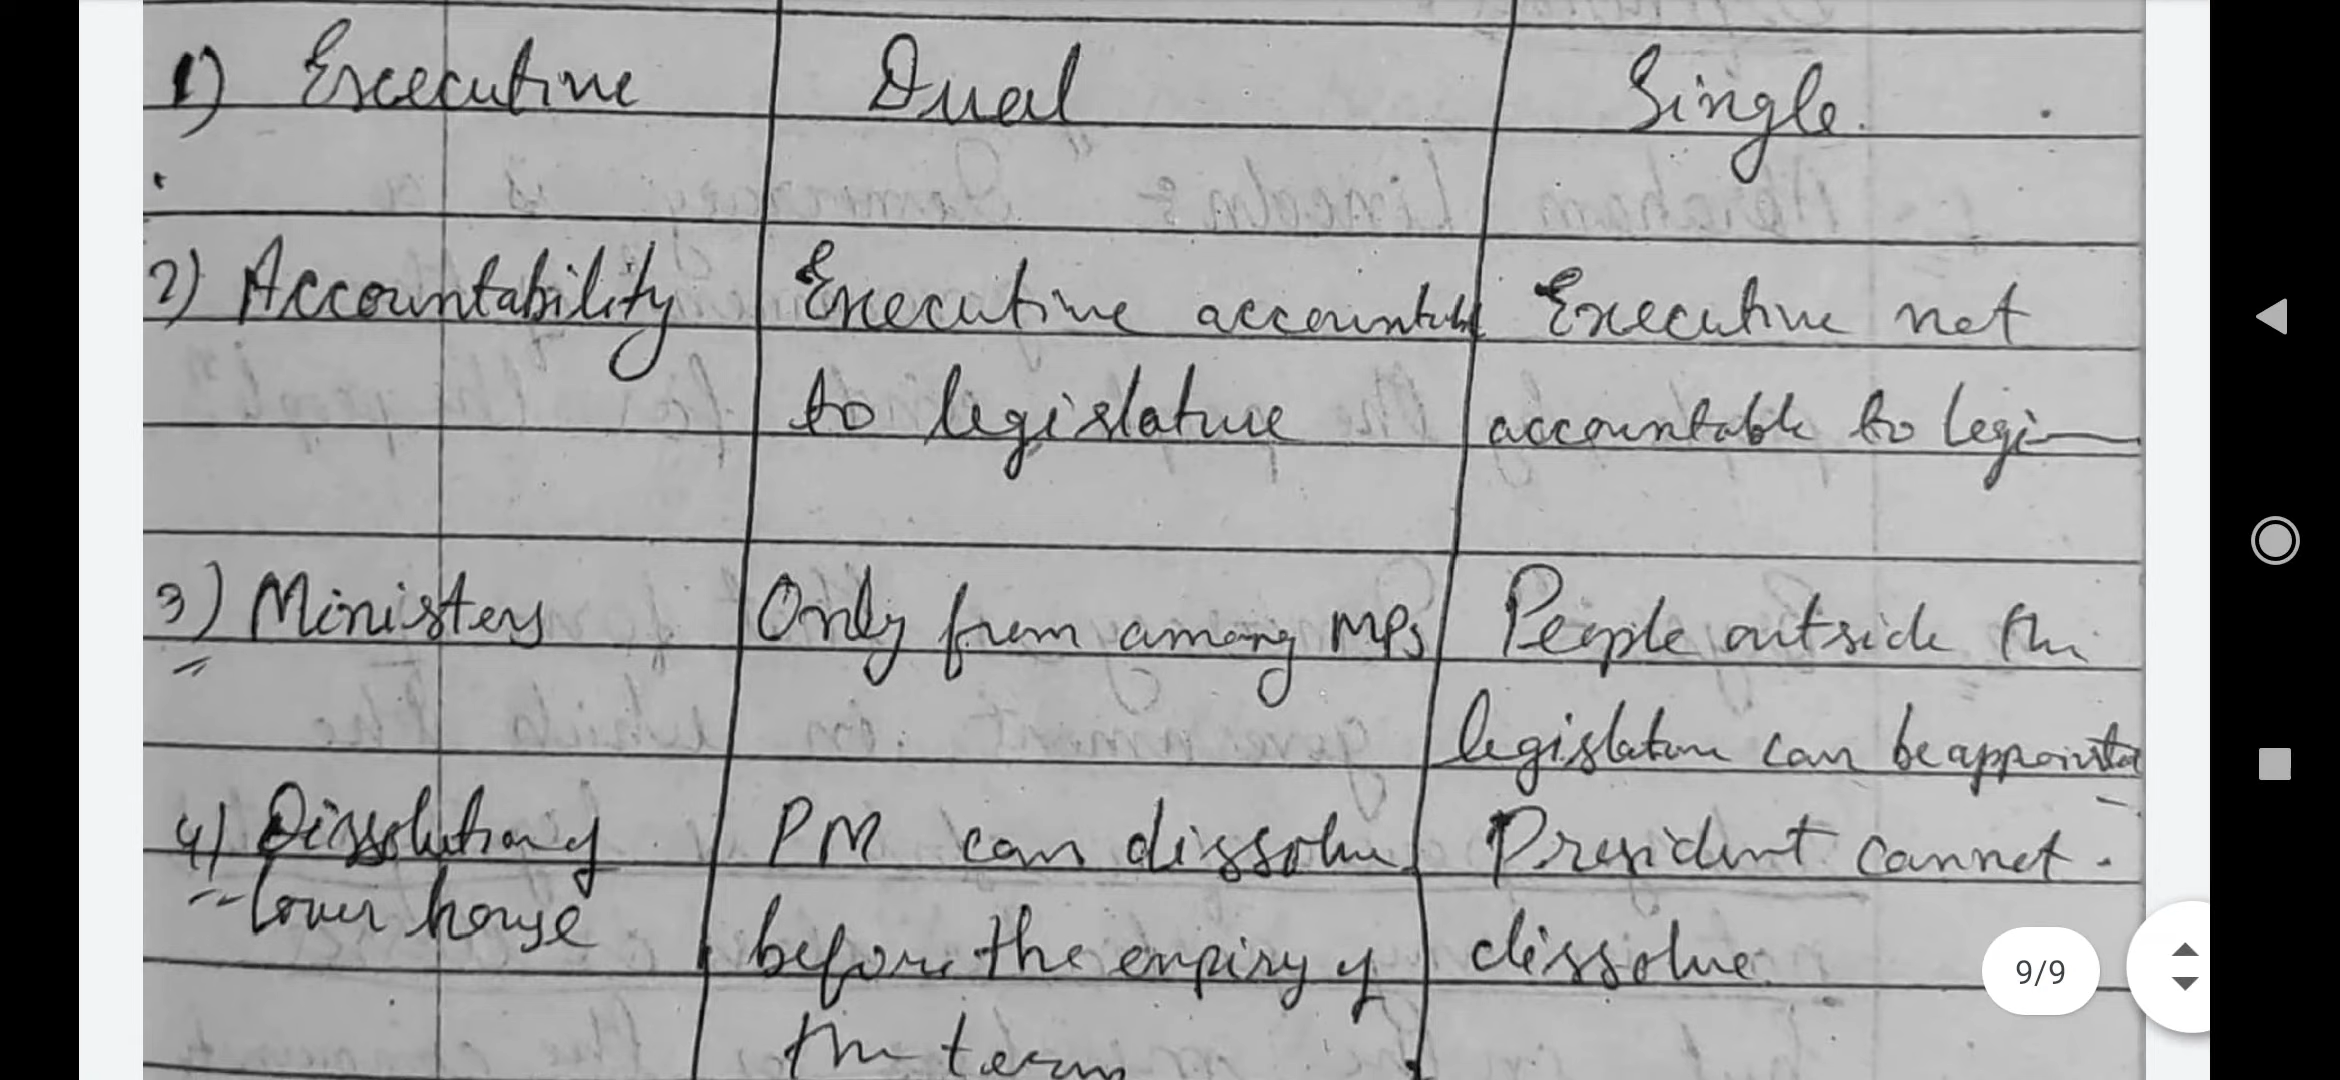 1) Executive Dual Single.
2) Accountability Executive accountable Executive not
to legislature accountable to legi—
3) Ministers Only from among MPs People outside the
legislature can be appointed
4) Dissolution of PM can dissolve President cannot
lower house before the expiry of dissolve
the term
9/9